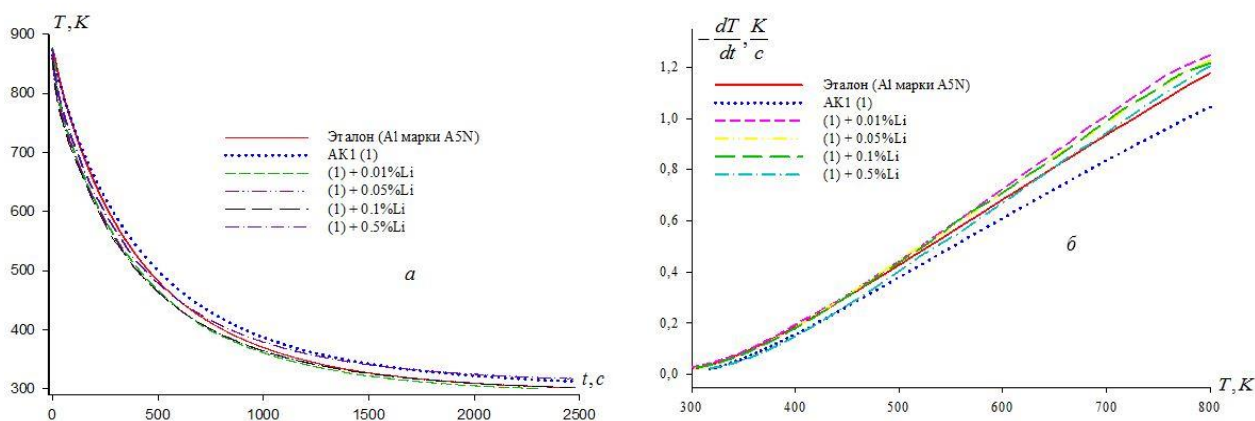 T,K
900
800
700
600
500
400
300
0
500
1000
1500
2000
2500
t,c
Эталон (Al марки A5N)
АК1 (1)
(1) + 0.01%Li
(1) + 0.05%Li
(1) + 0.1%Li
(1) + 0.5%Li
а
−dT/dt, K/c
1,2
1,0
0,8
0,6
0,4
0,2
0,0
300
400
500
600
700
800
T,K
Эталон (Al марки A5N)
АК1 (1)
(1) + 0.01%Li
(1) + 0.05%Li
(1) + 0.1%Li
(1) + 0.5%Li
б